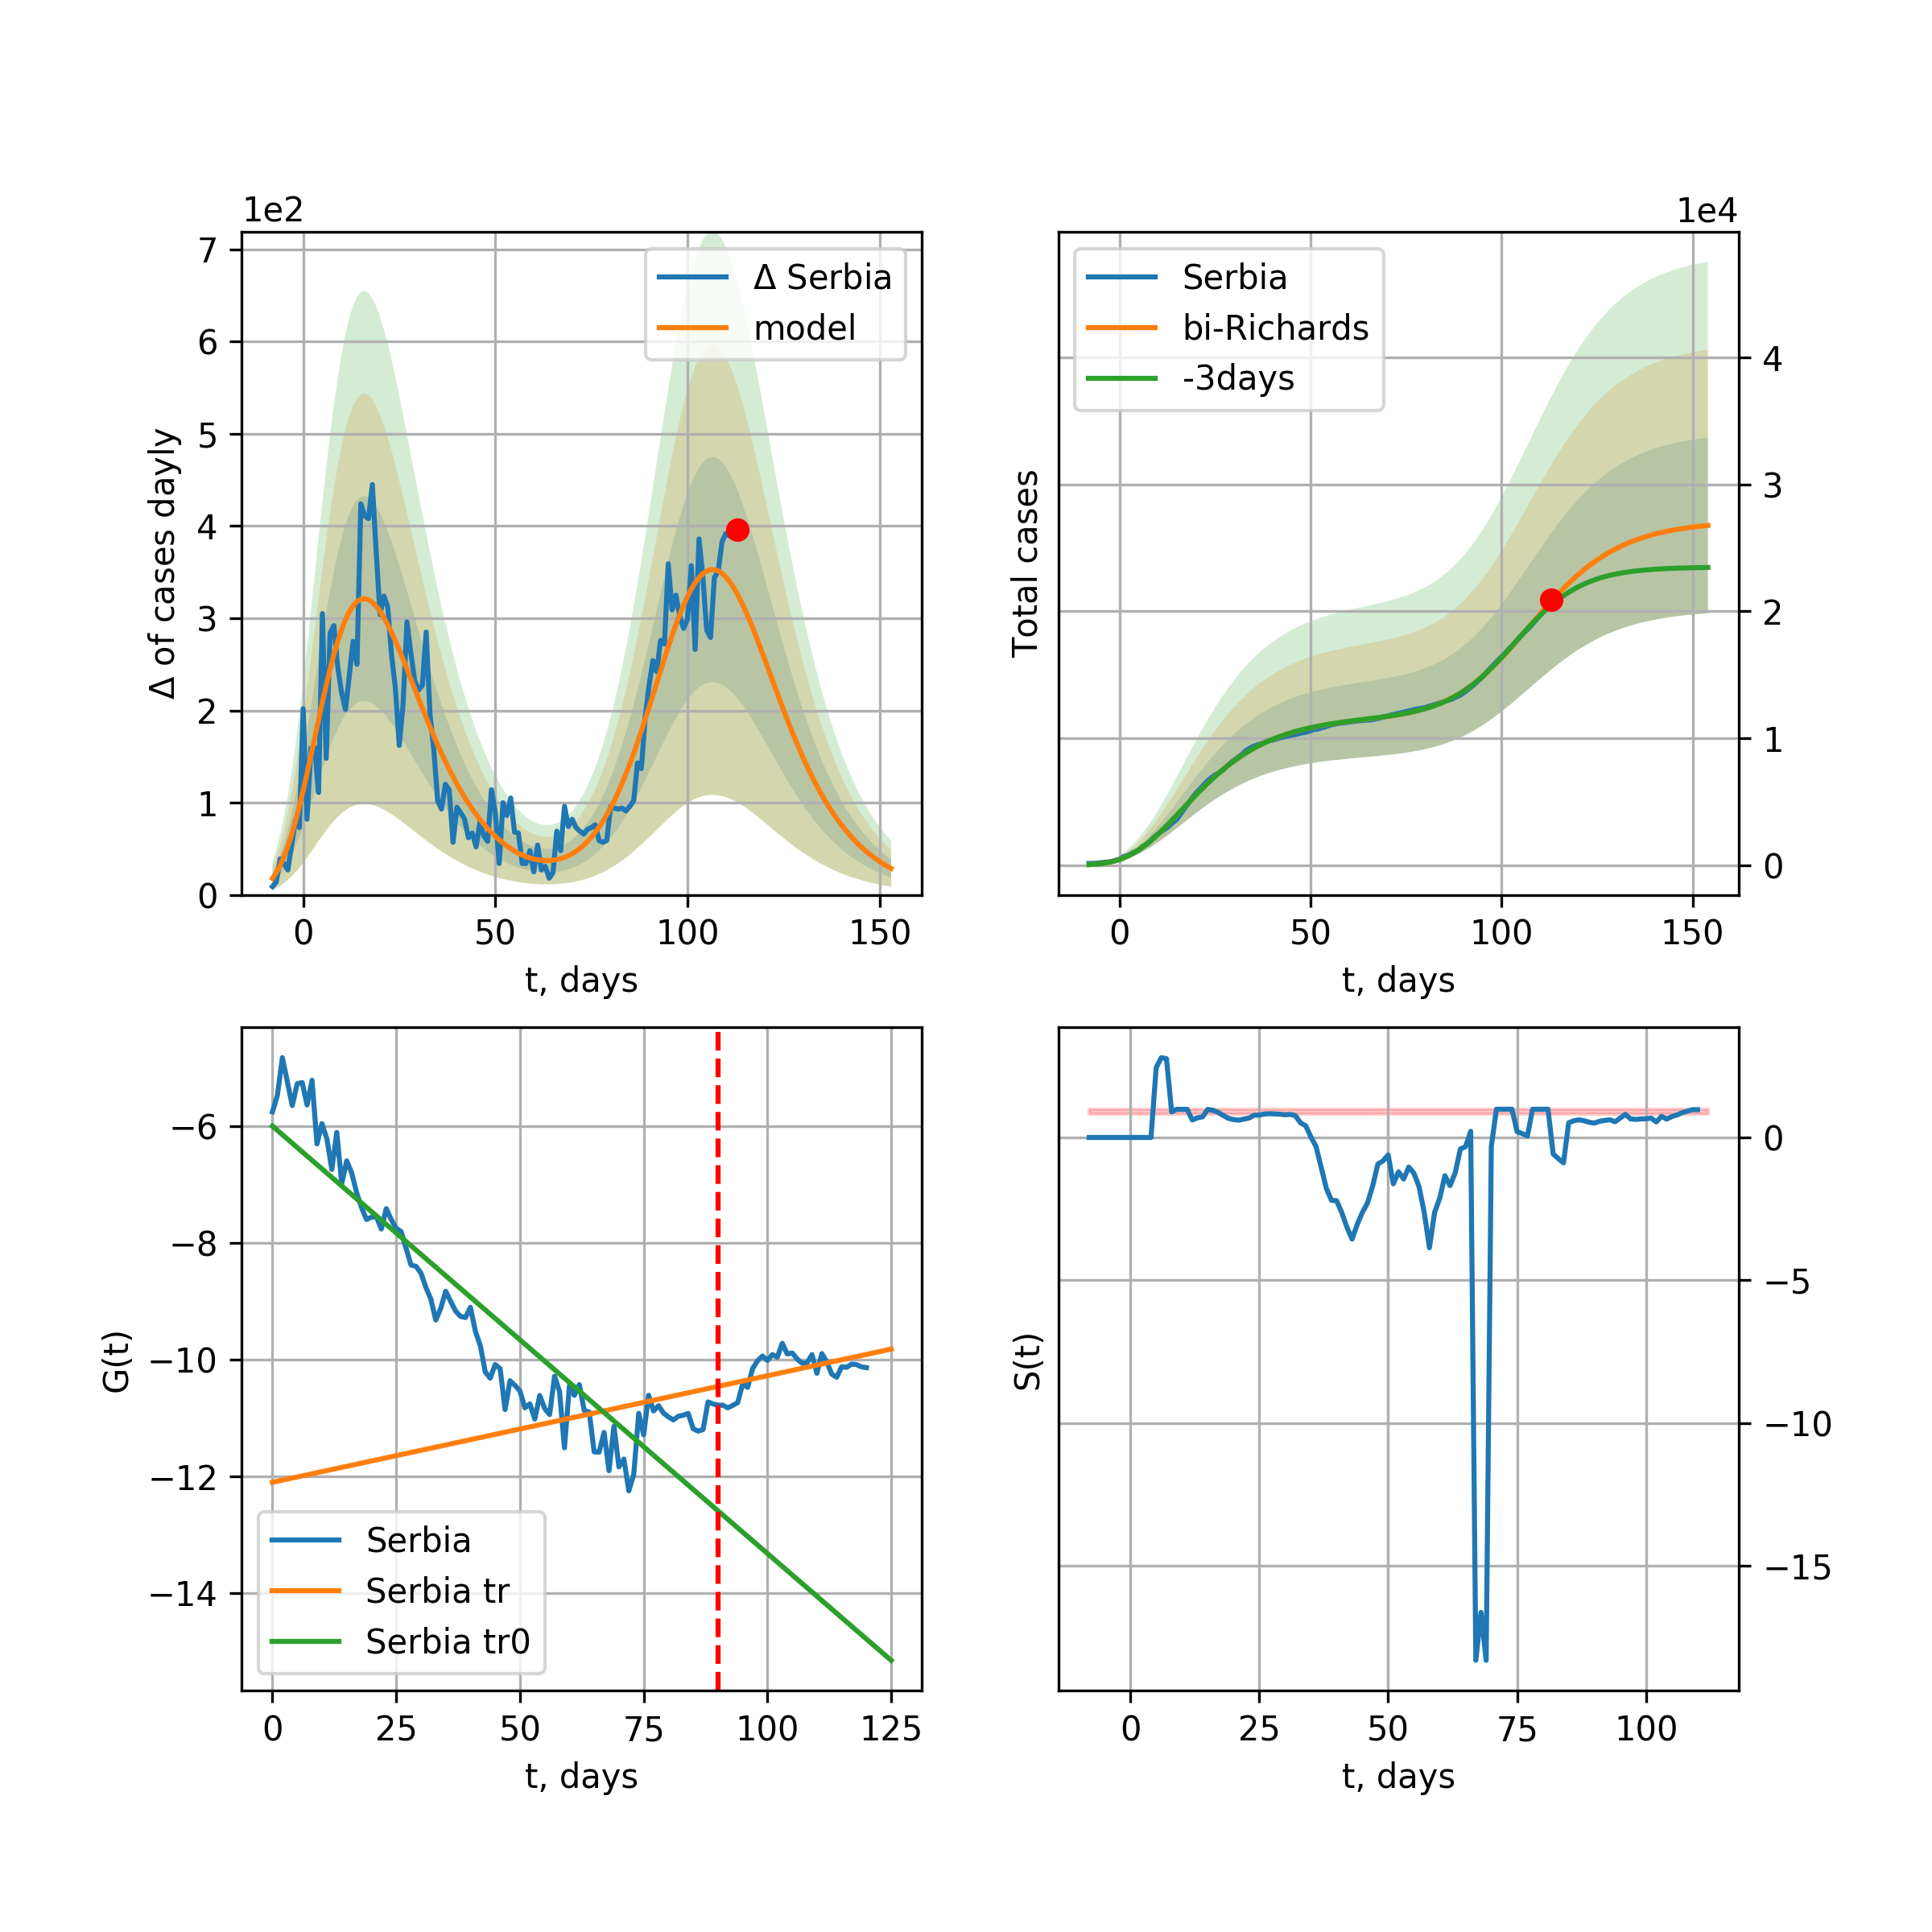 1e2
7
6
5
4
3
2
1
0
Δ of cases dayly
Δ Serbia
model
0 50 100 150
t, days
1e4
Serbia
bi-Richards
-3days
Total cases
4
3
2
1
0
0 50 100 150
t, days
G(t)
−6
−8
−10
−12
−14
Serbia
Serbia tr
Serbia tr0
0 25 50 75 100 125
t, days
S(t)
0
−5
−10
−15
0 25 50 75 100
t, days